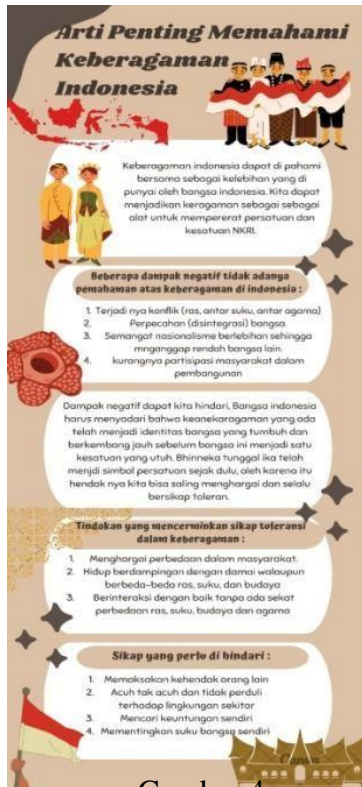 Arti Penting Memahami
Keberagaman
Indonesia
Keberagaman indonesia dapat di pahami
bersama sebagai kelebihan yang di
punyai oleh bangsa indonesia. Kita dapat
menjadikan keragaman sebagai sebagai
alat untuk mempererat persatuan dan
kesatuan NKRI.
Beberapa dampak negatif tidak adanya
pemahaman atas keberagaman di indonesia :
1. Terjadi nya konflik (ras, antar suku, antar agama)
2. Perpecahan (disintegrasi) bangsa.
3. Semangat nasionalisme berlebihan sehingga
mnganggap rendah bangsa lain.
4. kurangnya partisipasi masyarakat dalam
pembangunan
Dampak negatif dapat kita hindari, Bangsa indonesia
harus menyadari bahwa keanekaragaman yang ada
telah menjadi identitas bangsa yang tumbuh dan
berkembang jauh sebelum bangsa ini menjadi satu
kesatuan yang utuh. Bhinneka tunggal ika telah
menjdi simbol persatuan sejak dulu, oleh karena itu
hendak nya kita bisa saling menghargai dan selalu
bersikap toleran.
Tindakan yang mencerminkan sikap toleransi
dalam keberagaman :
1. Menghargai perbedaan dalam masyarakat.
2. Hidup berdampingan dengan damai walaupun
berbeda-beda ras, suku, dan budaya
3. Berinteraksi dengan baik tanpa ada sekat
perbedaan ras, suku, budaya dan agama
Sikap yang perlu di hindari :
1. Memaksakan kehendak orang lain
2. Acuh tak acuh dan tidak perduli
terhadap lingkungan sekitar
3. Mencari keuntungan sendiri
4. Mementingkan suku bangsa sendiri